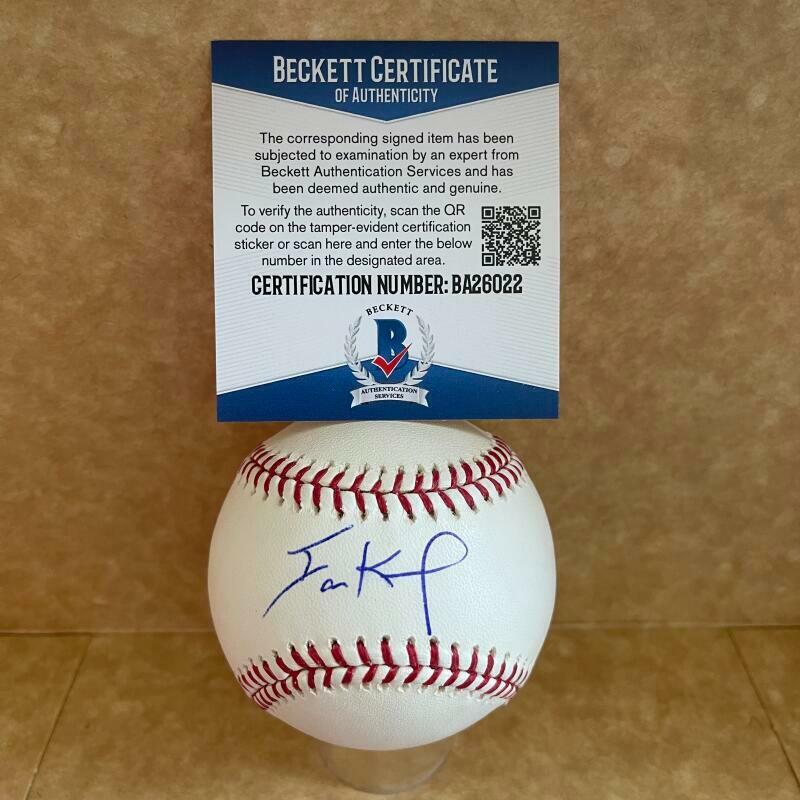 BECKETT CERTIFICATE
OF AUTHENTICITY
The corresponding signed item has been
subjected to examination by an expert from
Beckett Authentication Services and has
been deemed authentic and genuine.
To verify the authenticity, scan the QR
code on the tamper-evident certification
sticker or scan here and enter the below
number in the designated area.
CERTIFICATION NUMBER: BA26022
BECKETT
B
AUTHENTICATION
SERVICES